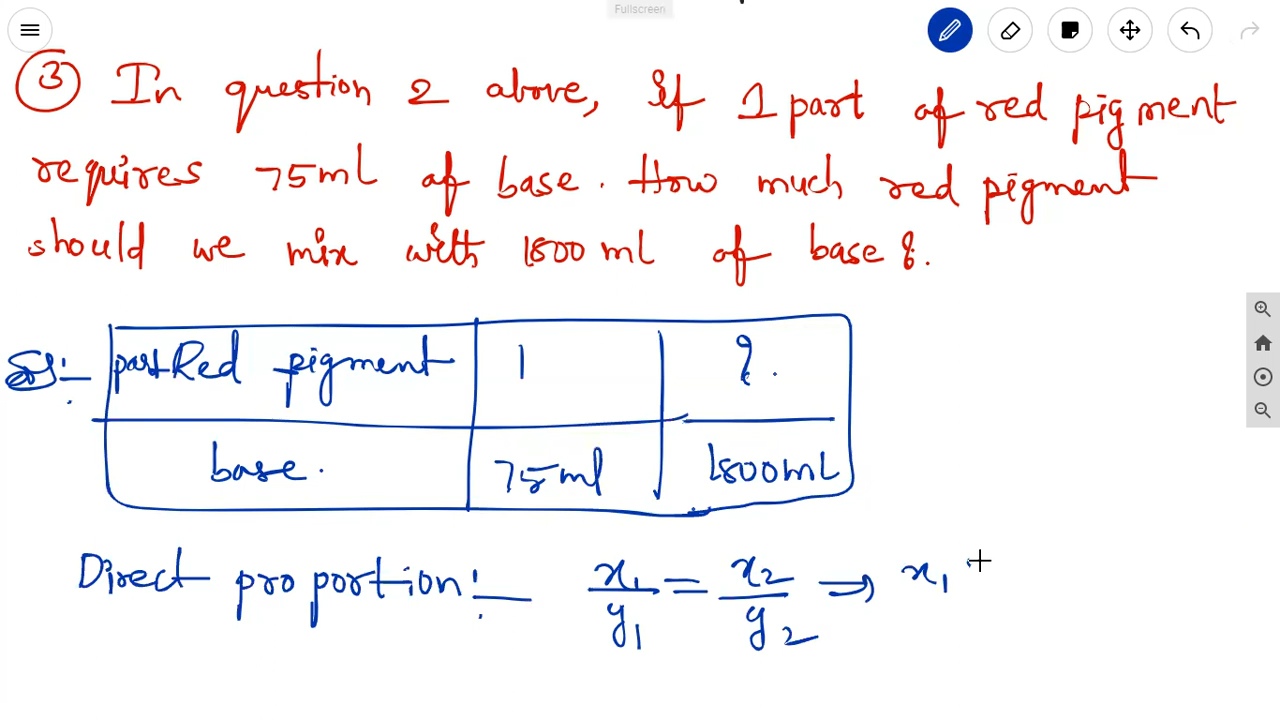 Fullscreen
③ In question 2 above, If 1 part of red pigment
requires 75ml of base. How much red pigment
should we mix with 1800 ml of base ?.
Sol:- part Red pigment 1 ?.
base. 75ml 1800mL
Direct proportion:- x₁/y₁ = x₂/y₂ ⇒ x₁